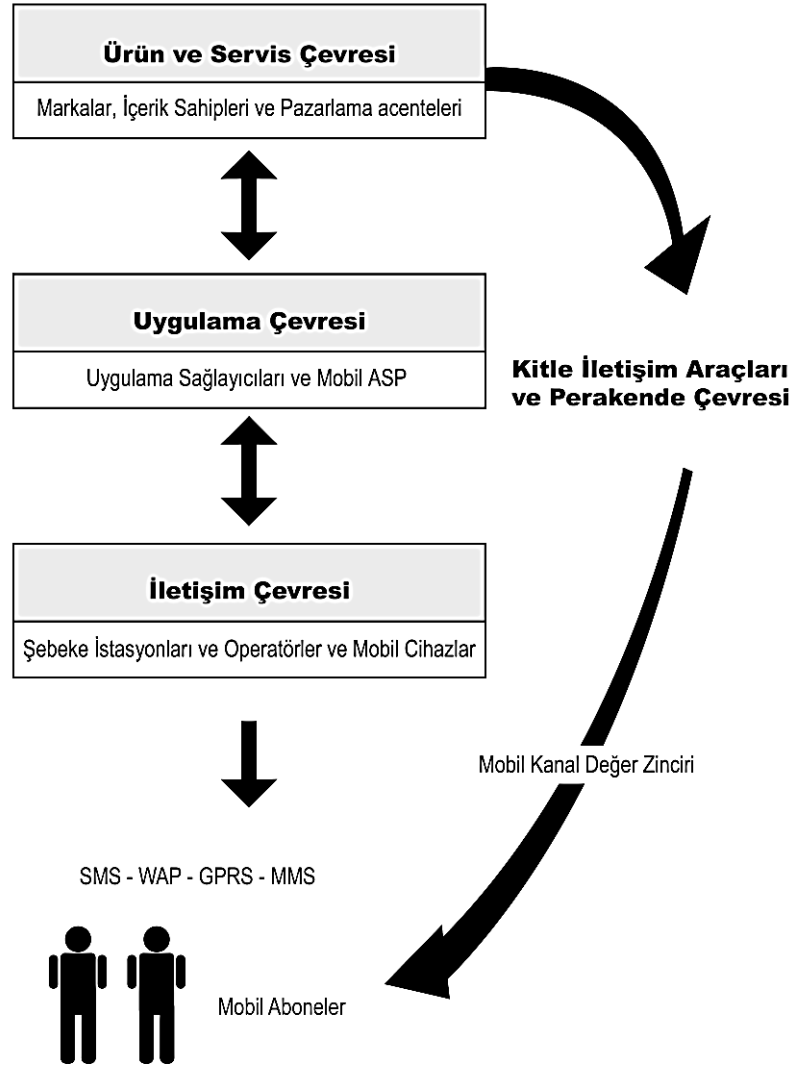 Ürün ve Servis Çevresi
Markalar, İçerik Sahipleri ve Pazarlama acenteleri
Uygulama Çevresi
Uygulama Sağlayıcıları ve Mobil ASP
Kitle İletişim Araçları
ve Perakende Çevresi
İletişim Çevresi
Şebeke İstasyonları ve Operatörler ve Mobil Cihazlar
Mobil Kanal Değer Zinciri
SMS - WAP - GPRS - MMS
Mobil Aboneler